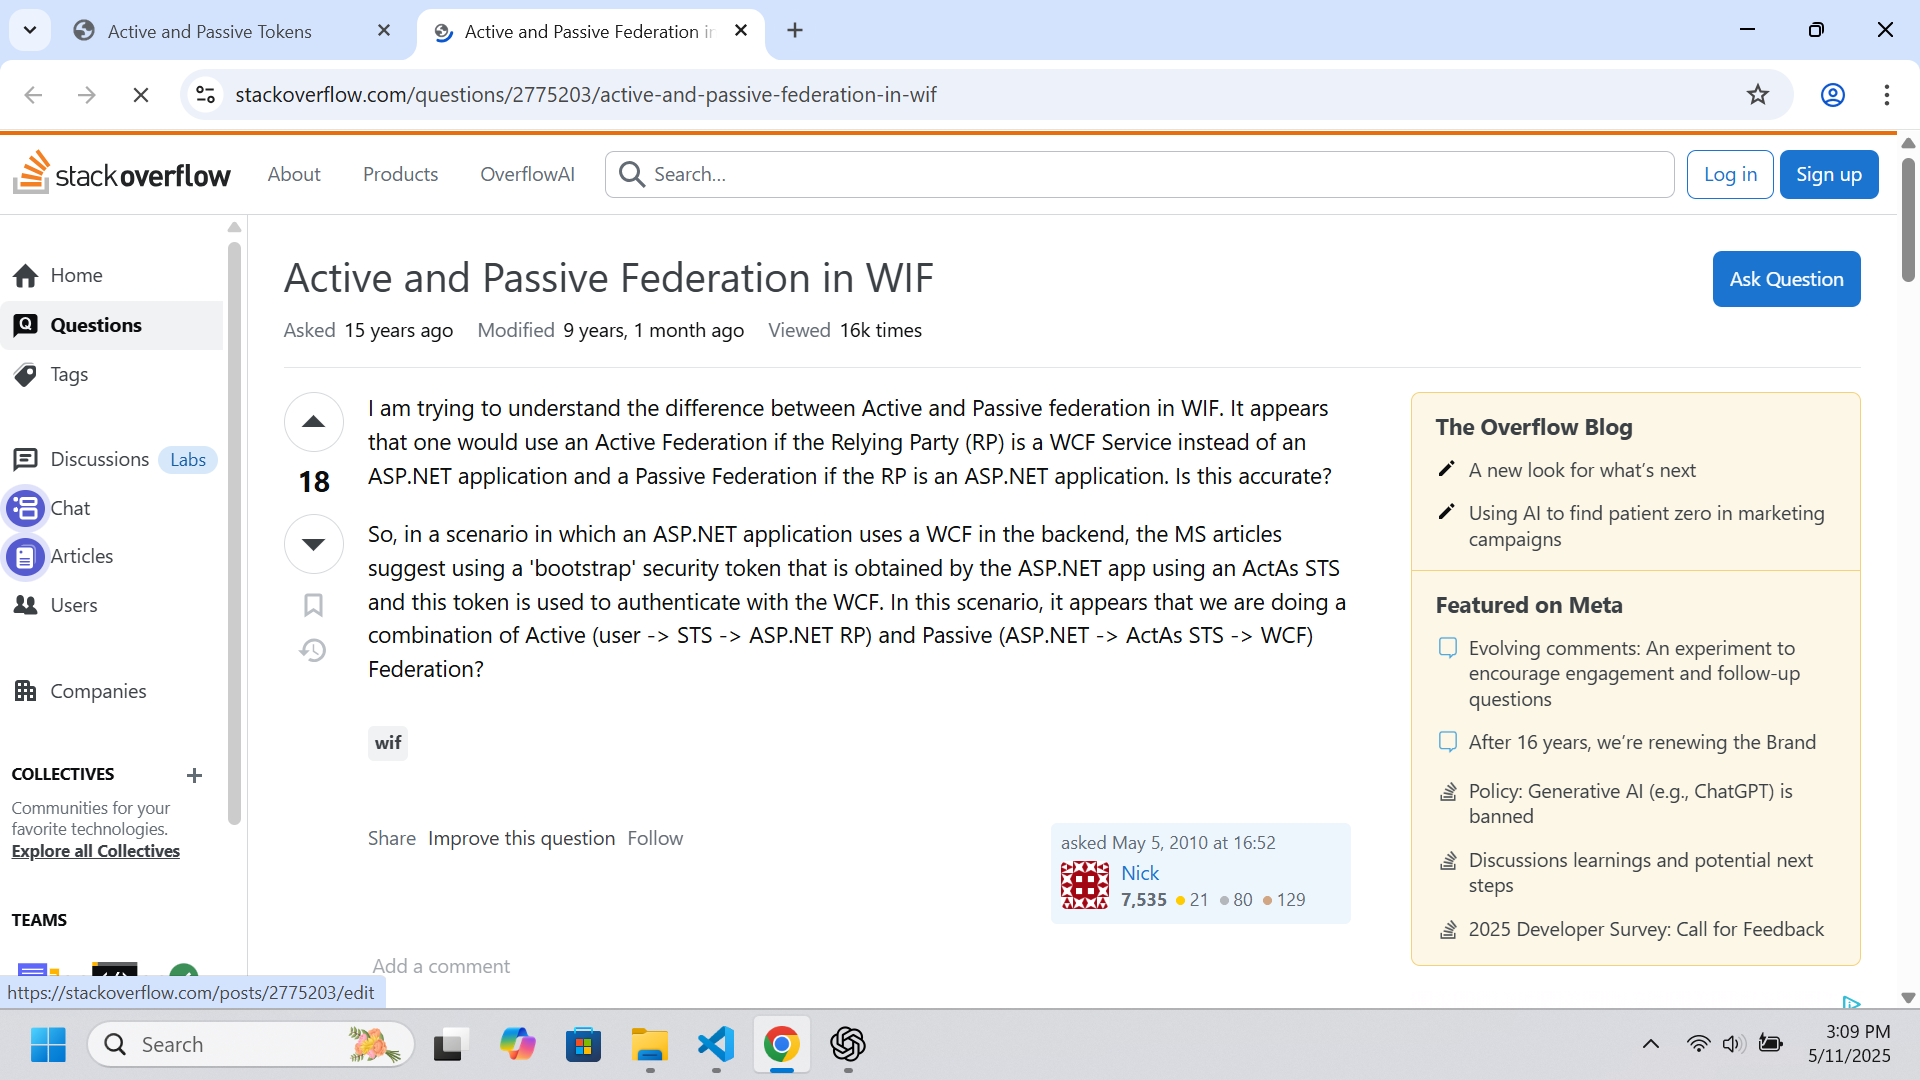 Active and Passive Tokens
Active and Passive Federation in
stackoverflow.com/questions/2775203/active-and-passive-federation-in-wif
stackoverflow
About
Products
OverflowAI
Search...
Log in
Sign up
Home
Questions
Tags
Discussions
Labs
Chat
Articles
Users
Companies
COLLECTIVES
Communities for your
favorite technologies.
Explore all Collectives
TEAMS
Active and Passive Federation in WIF
Ask Question
Asked 15 years ago Modified 9 years, 1 month ago Viewed 16k times
18
I am trying to understand the difference between Active and Passive federation in WIF. It appears
that one would use an Active Federation if the Relying Party (RP) is a WCF Service instead of an
ASP.NET application and a Passive Federation if the RP is an ASP.NET application. Is this accurate?
So, in a scenario in which an ASP.NET application uses a WCF in the backend, the MS articles
suggest using a 'bootstrap' security token that is obtained by the ASP.NET app using an ActAs STS
and this token is used to authenticate with the WCF. In this scenario, it appears that we are doing a
combination of Active (user -> STS -> ASP.NET RP) and Passive (ASP.NET -> ActAs STS -> WCF)
Federation?
wif
Share Improve this question Follow
asked May 5, 2010 at 16:52
Nick
7,535 21 80 129
Add a comment
The Overflow Blog
A new look for what's next
Using AI to find patient zero in marketing
campaigns
Featured on Meta
Evolving comments: An experiment to
encourage engagement and follow-up
questions
After 16 years, we're renewing the Brand
Policy: Generative AI (e.g., ChatGPT) is
banned
Discussions learnings and potential next
steps
2025 Developer Survey: Call for Feedback
https://stackoverflow.com/posts/2775203/edit
Search
3:09 PM
5/11/2025